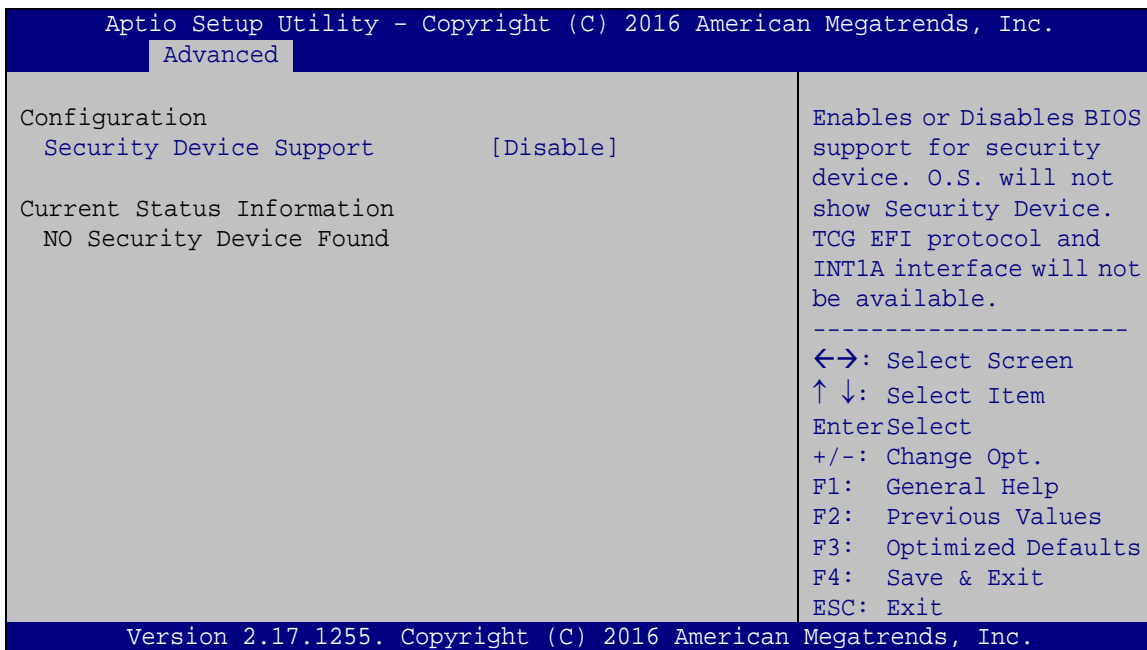 Aptio Setup Utility – Copyright (C) 2016 American Megatrends, Inc.
Advanced
Configuration
Security Device Support [Disable]
Current Status Information
NO Security Device Found
Enables or Disables BIOS
support for security
device. O.S. will not
show Security Device.
TCG EFI protocol and
INT1A interface will not
be available.
----------------------
←→: Select Screen
↑ ↓: Select Item
EnterSelect
+/-: Change Opt.
F1: General Help
F2: Previous Values
F3: Optimized Defaults
F4: Save & Exit
ESC: Exit
Version 2.17.1255. Copyright (C) 2016 American Megatrends, Inc.